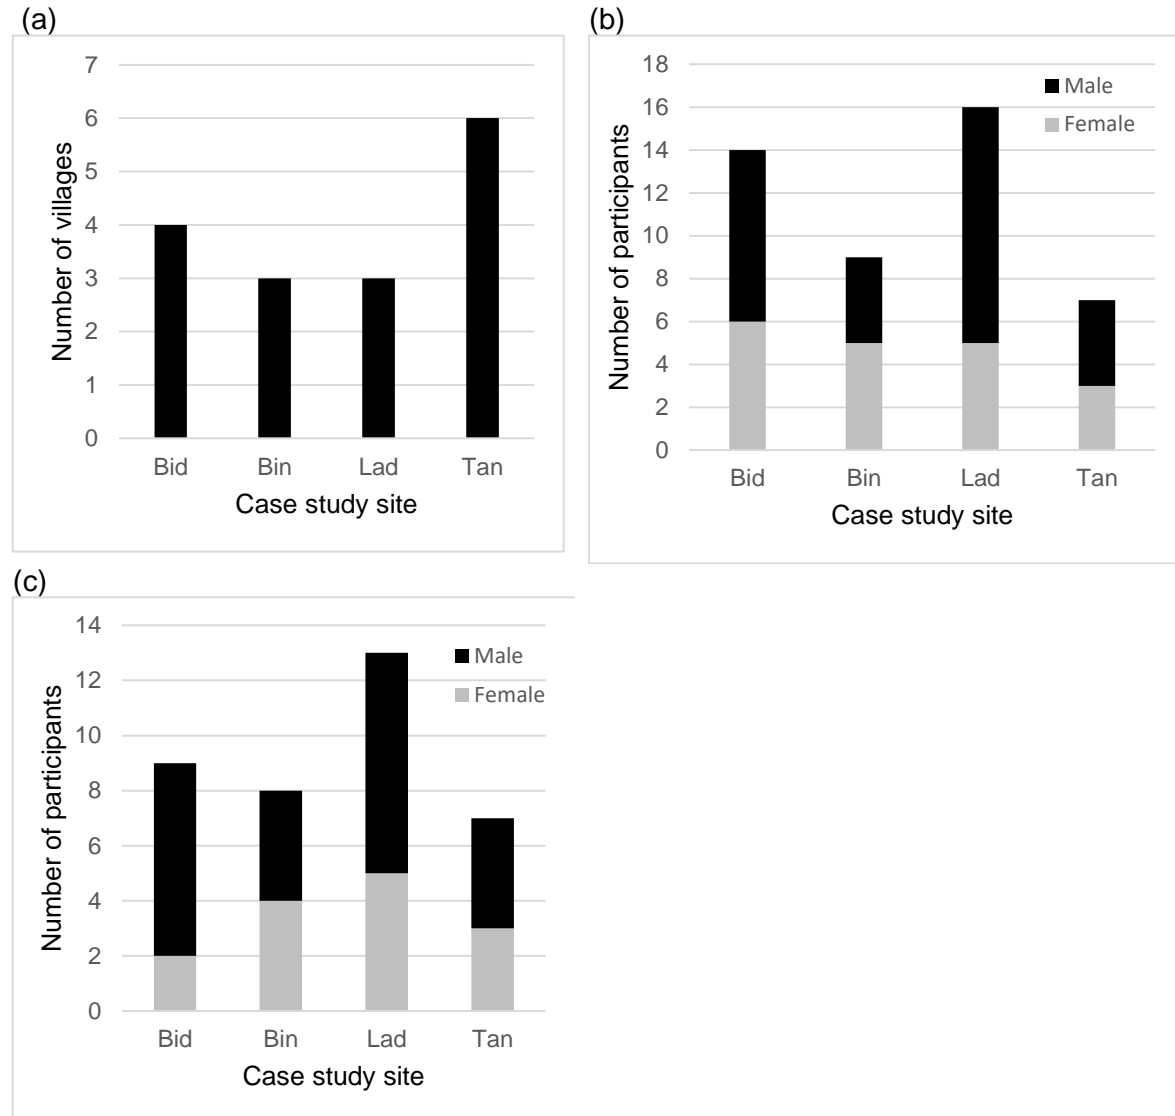 (a)
7
6
5
4
3
2
1
0
Number of villages
Bid Bin Lad Tan
Case study site
(b)
18
16
14
12
10
8
6
4
2
0
Number of participants
Male
Female
Bid Bin Lad Tan
Case study site
(c)
14
12
10
8
6
4
2
0
Number of participants
Male
Female
Bid Bin Lad Tan
Case study site